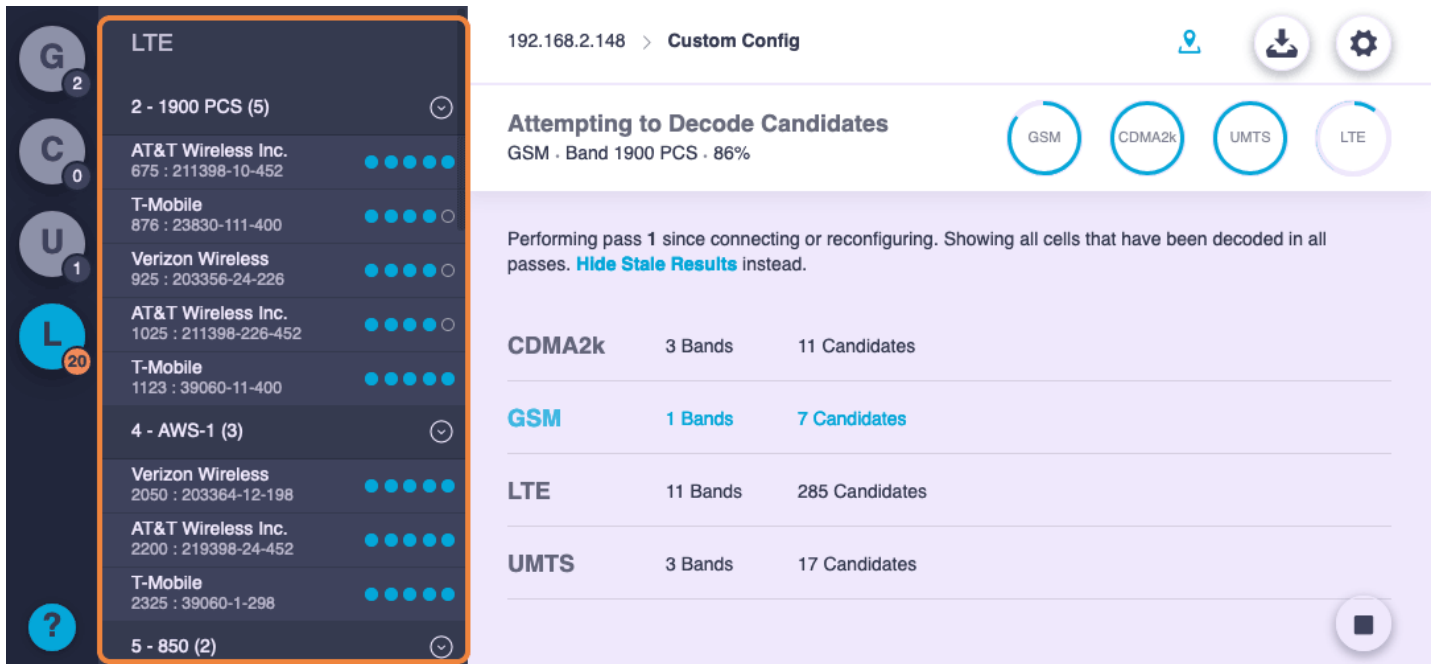 G
2
C
0
U
1
L
20
?
LTE
2 - 1900 PCS (5)
AT&T Wireless Inc.
675 : 211398-10-452
T-Mobile
876 : 23830-111-400
Verizon Wireless
925 : 203356-24-226
AT&T Wireless Inc.
1025 : 211398-226-452
T-Mobile
1123 : 39060-11-400
4 - AWS-1 (3)
Verizon Wireless
2050 : 203364-12-198
AT&T Wireless Inc.
2200 : 219398-24-452
T-Mobile
2325 : 39060-1-298
5 - 850 (2)
192.168.2.148 > Custom Config
Attempting to Decode Candidates
GSM · Band 1900 PCS · 86%
GSM CDMA2k UMTS LTE
Performing pass 1 since connecting or reconfiguring. Showing all cells that have been decoded in all
passes. Hide Stale Results instead.
CDMA2k 3 Bands 11 Candidates
GSM 1 Bands 7 Candidates
LTE 11 Bands 285 Candidates
UMTS 3 Bands 17 Candidates